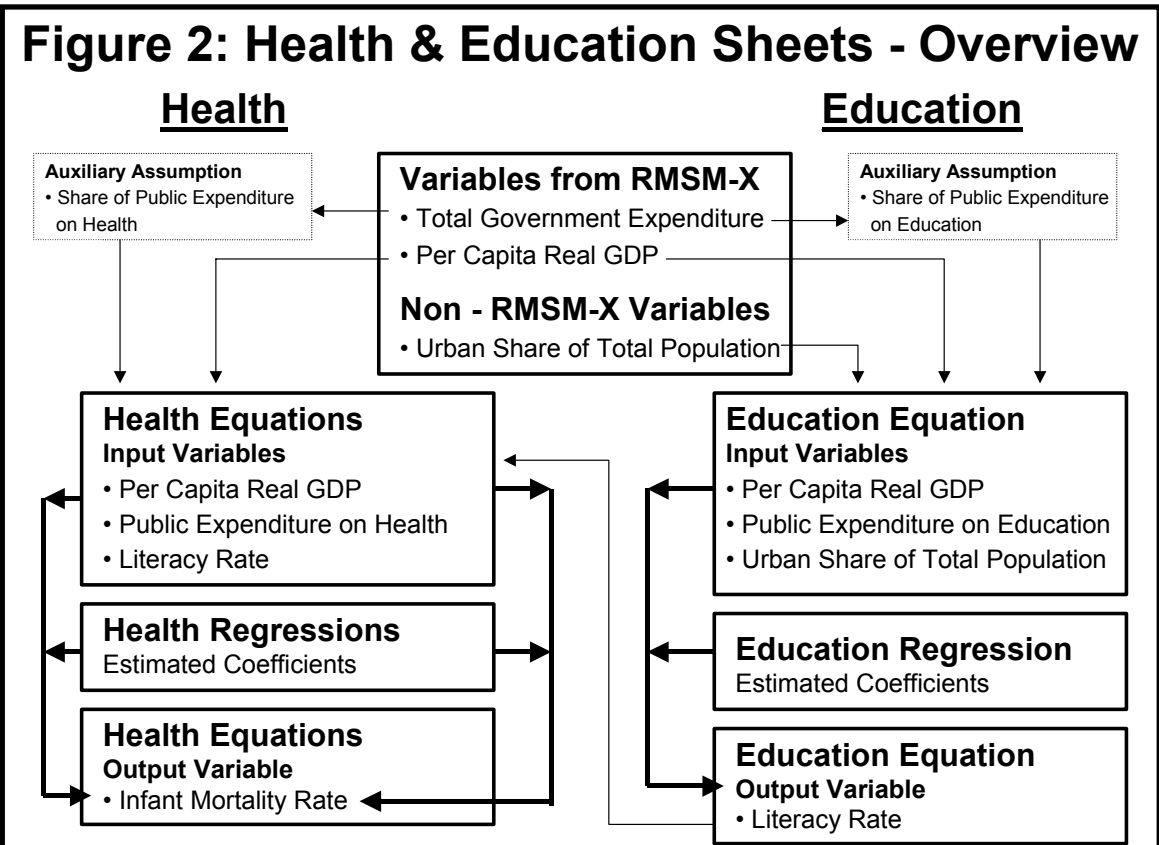 Figure 2: Health & Education Sheets - Overview
Health
Education
Auxiliary Assumption
• Share of Public Expenditure
on Health
Variables from RMSM-X
• Total Government Expenditure
• Per Capita Real GDP
Non - RMSM-X Variables
• Urban Share of Total Population
Auxiliary Assumption
• Share of Public Expenditure
on Education
Health Equations
Input Variables
• Per Capita Real GDP
• Public Expenditure on Health
• Literacy Rate
Health Regressions
Estimated Coefficients
Health Equations
Output Variable
• Infant Mortality Rate
Education Equation
Input Variables
• Per Capita Real GDP
• Public Expenditure on Education
• Urban Share of Total Population
Education Regression
Estimated Coefficients
Education Equation
Output Variable
• Literacy Rate